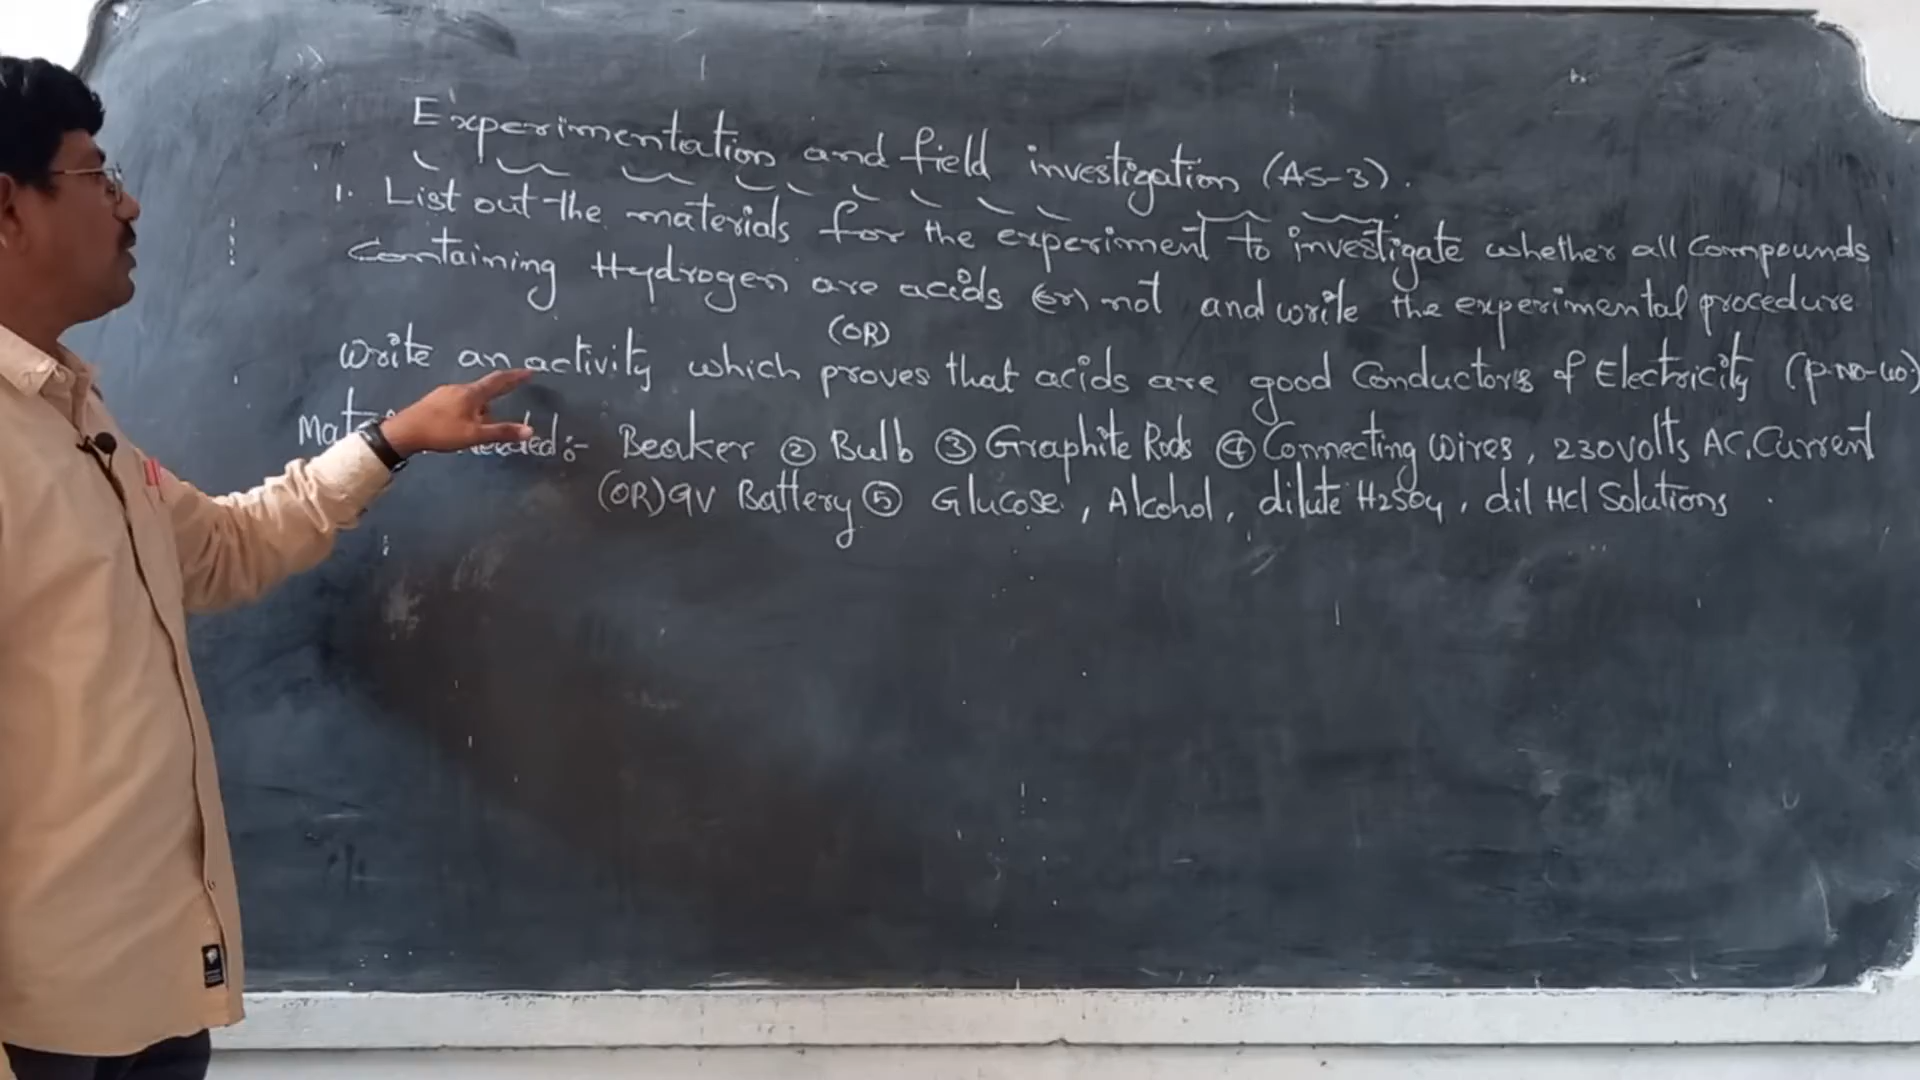 Experimentation and field investigation (AS-3).
1. List out the materials for the experiment to investigate whether all Compounds
Containing Hydrogen are acids (or) not and write the experimental procedure
(OR)
Write an activity which proves that acids are good Conductors of Electricity (P.NO-40)
needed:- Beaker ② Bulb ③ Graphite Rods ④ Connecting wires, 230volts AC. Current
(OR) 9V Battery ⑤ Glucose, Alcohol, dilute H2SO4, dil HCl Solutions.